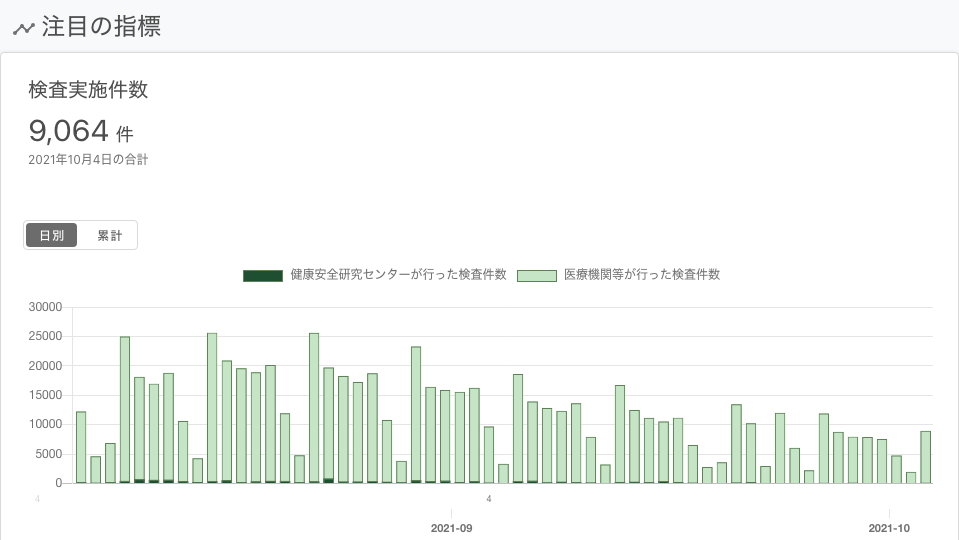 注目の指標
検査実施件数
9,064 件
2021年10月4日の合計
日別 累計
健康安全研究センターが行った検査件数 医療機関等が行った検査件数
30000
25000
20000
15000
10000
5000
0
4 4
2021-09 2021-10